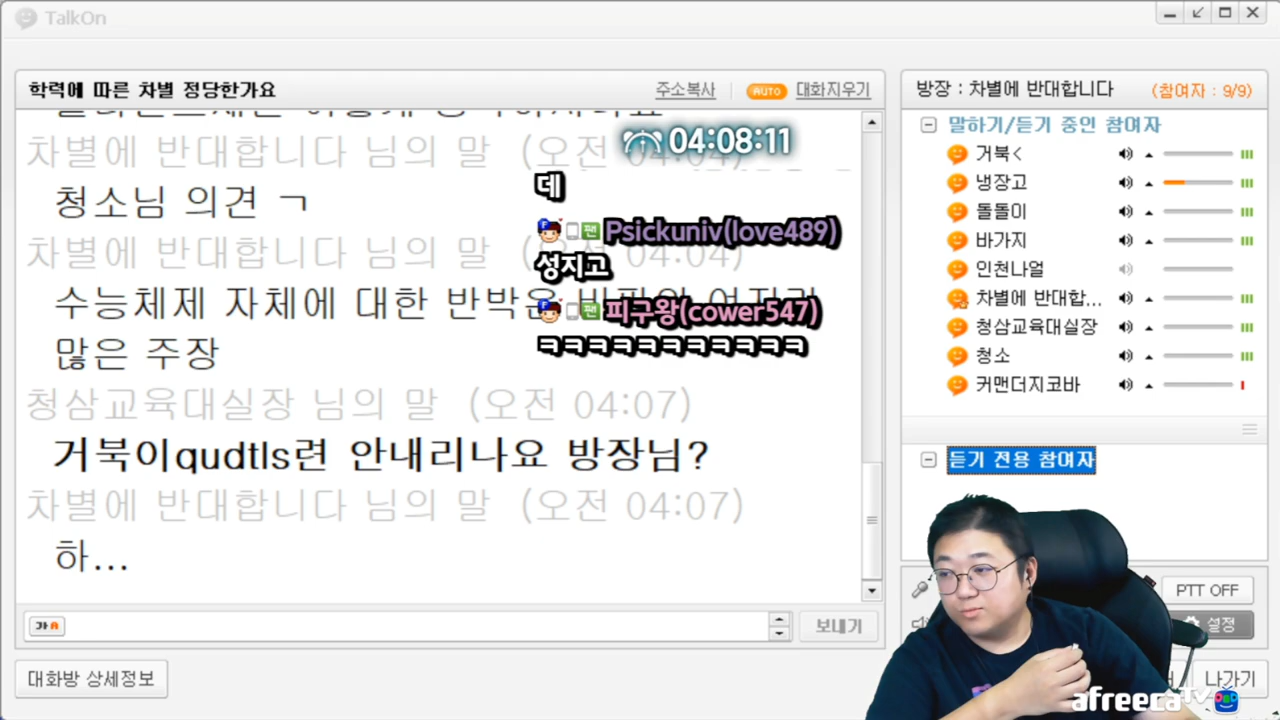 TalkOn
학력에 따른 차별 정당한가요
주소복사
AUTO
대화지우기
차별에 반대합니다 님의 말 (오전 04:04)
청소님 의견 ㄱ
차별에 반대합니다 님의 말 (오전 04:04)
수능체제 자체에 대한 반박은
많은 주장
청삼교육대실장 님의 말 (오전 04:07)
거북이qudtls련 안내리나요 방장님?
차별에 반대합니다 님의 말 (오전 04:07)
하...
04:08:11
데
F 팬 Psickuniv(love489)
성지고
F 팬 피구왕(cower547)
ㅋㅋㅋㅋㅋㅋㅋㅋㅋㅋㅋ
가A
보내기
대화방 상세정보
방장 : 차별에 반대합니다
(참여자 : 9/9)
말하기/듣기 중인 참여자
거북<
냉장고
돌돌이
바가지
인천나얼
차별에 반대합...
청삼교육대실장
청소
커맨더지코바
듣기 전용 참여자
PTT OFF
설정
나가기
afreecaTV